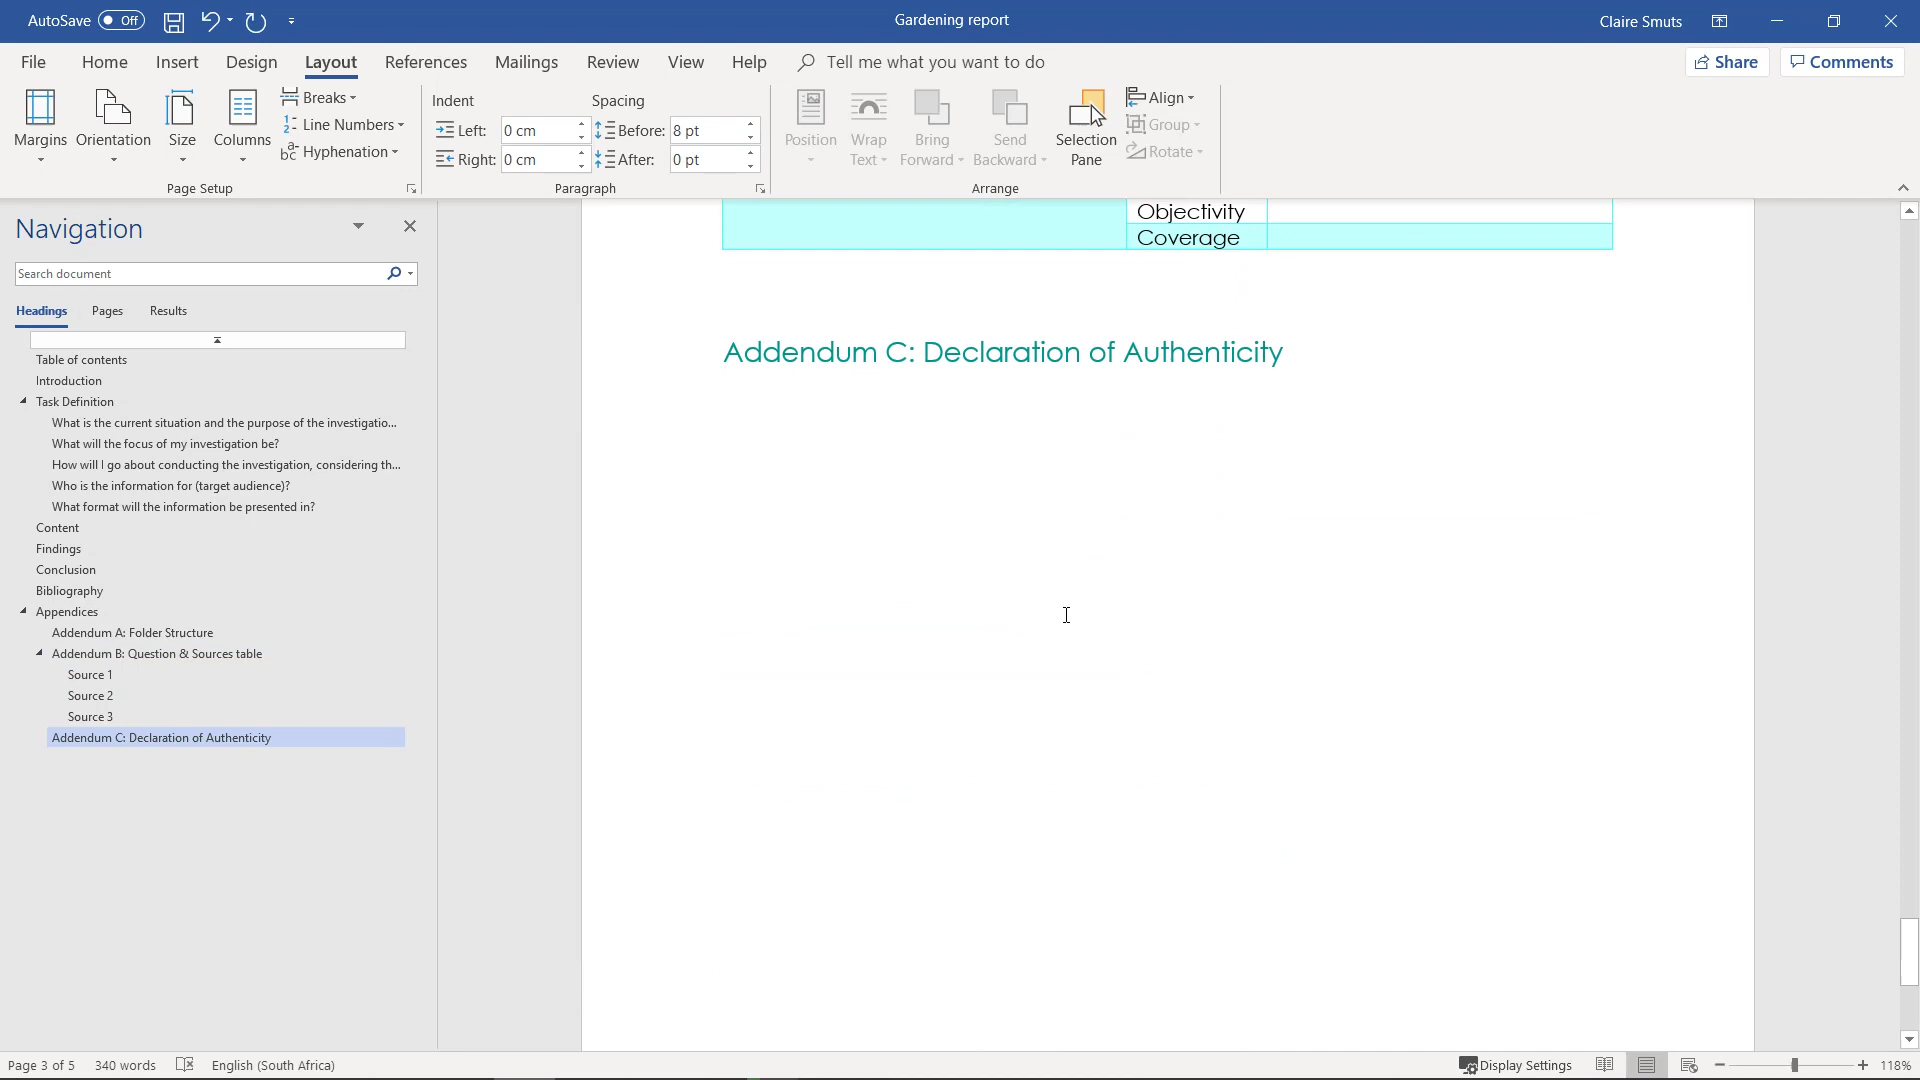 AutoSave Off
Gardening report
Claire Smuts
File Home Insert Design Layout References Mailings Review View Help Tell me what you want to do
Share Comments
Margins
Orientation
Size
Columns
Breaks
Line Numbers
Hyphenation
Page Setup
Indent
Left: 0 cm
Right: 0 cm
Spacing
Before: 8 pt
After: 0 pt
Paragraph
Position
Wrap
Text
Bring
Forward
Send
Backward
Selection
Pane
Align
Group
Rotate
Arrange
Navigation
Search document
Headings Pages Results
Table of contents
Introduction
Task Definition
What is the current situation and the purpose of the investigatio...
What will the focus of my investigation be?
How will I go about conducting the investigation, considering th...
Who is the information for (target audience)?
What format will the information be presented in?
Content
Findings
Conclusion
Bibliography
Appendices
Addendum A: Folder Structure
Addendum B: Question & Sources table
Source 1
Source 2
Source 3
Addendum C: Declaration of Authenticity
Objectivity
Coverage
Addendum C: Declaration of Authenticity
Page 3 of 5 340 words English (South Africa)
Display Settings
118%